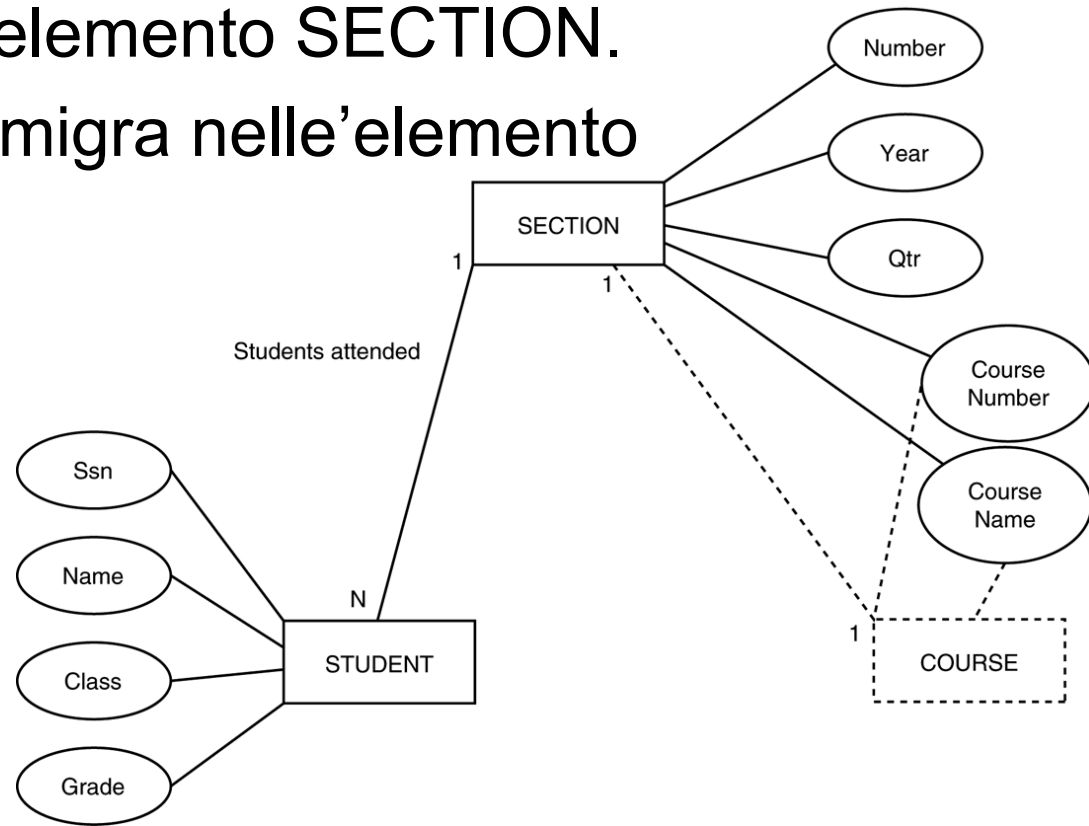 elemento SECTION.
migra nelle’elemento
Number
Year
SECTION
Qtr
1
1
Students attended
Course
Number
Ssn
Course
Name
Name
N
1
STUDENT
COURSE
Class
Grade